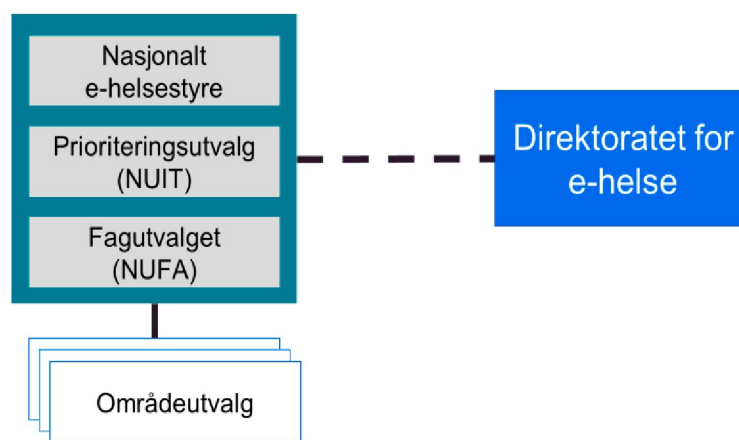 Nasjonalt
e-helsestyre
Prioriteringsutvalg
(NUIT)
Fagutvalget
(NUFA)
Områdeutvalg
Direktoratet for
e-helse